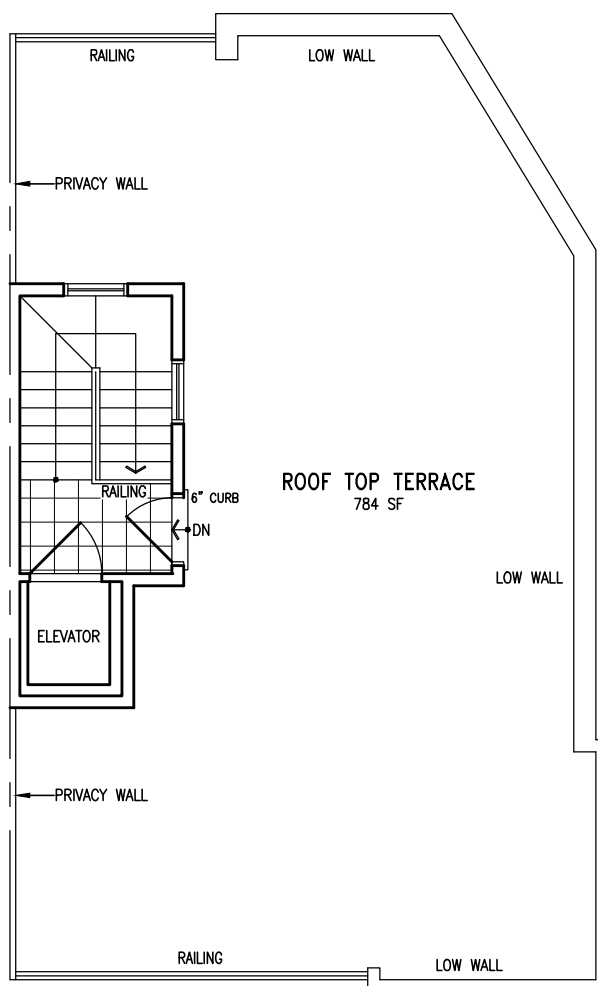 RAILING
LOW WALL
PRIVACY WALL
ROOF TOP TERRACE
784 SF
RAILING
6" CURB
DN
LOW WALL
ELEVATOR
PRIVACY WALL
RAILING
LOW WALL